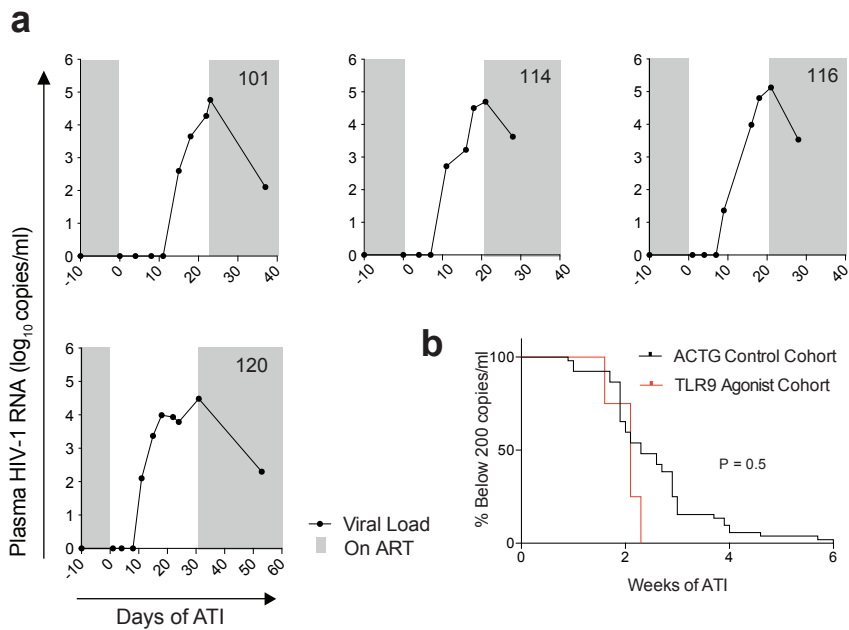 a
Plasma HIV-1 RNA (log10 copies/ml)
101
6
5
4
3
2
1
0
-10 0 10 20 30 40
114
6
5
4
3
2
1
0
-10 0 10 20 30 40
116
6
5
4
3
2
1
0
-10 0 10 20 30 40
120
6
5
4
3
2
1
0
-10 0 10 20 30 40 50 60
Days of ATI
Viral Load
On ART
b
% Below 200 copies/ml
100
50
0
ACTG Control Cohort
TLR9 Agonist Cohort
P = 0.5
0 2 4 6
Weeks of ATI